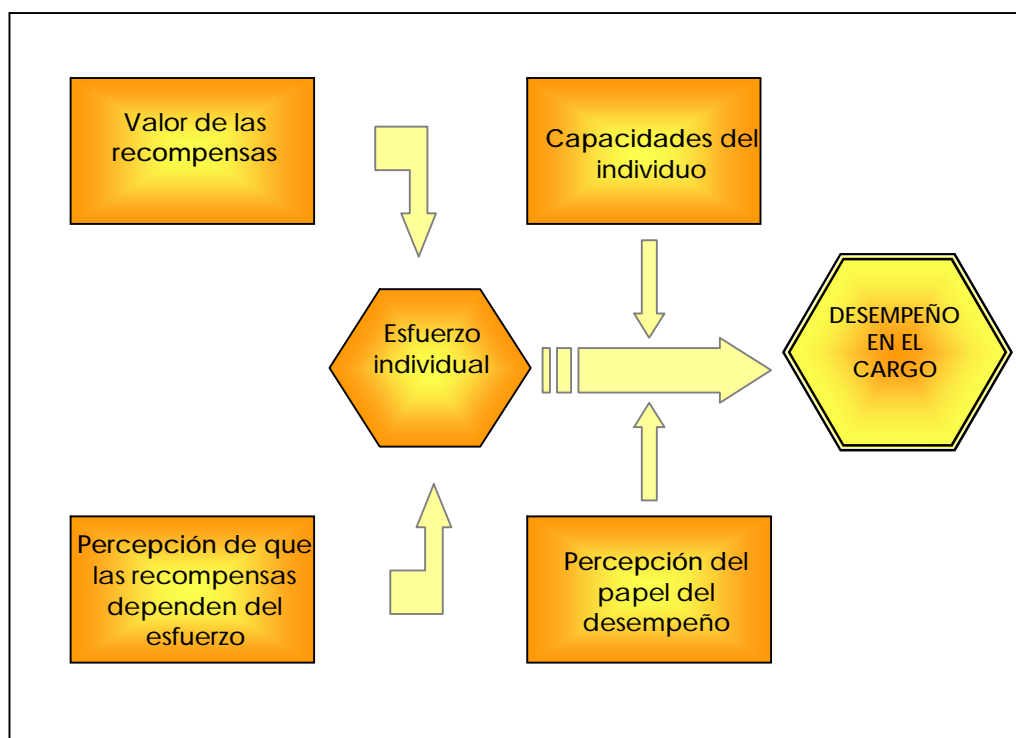 Valor de las
recompensas
Capacidades del
individuo
Esfuerzo
individual
DESEMPEÑO
EN EL
CARGO
Percepción de que
las recompensas
dependen del
esfuerzo
Percepción del
papel del
desempeño